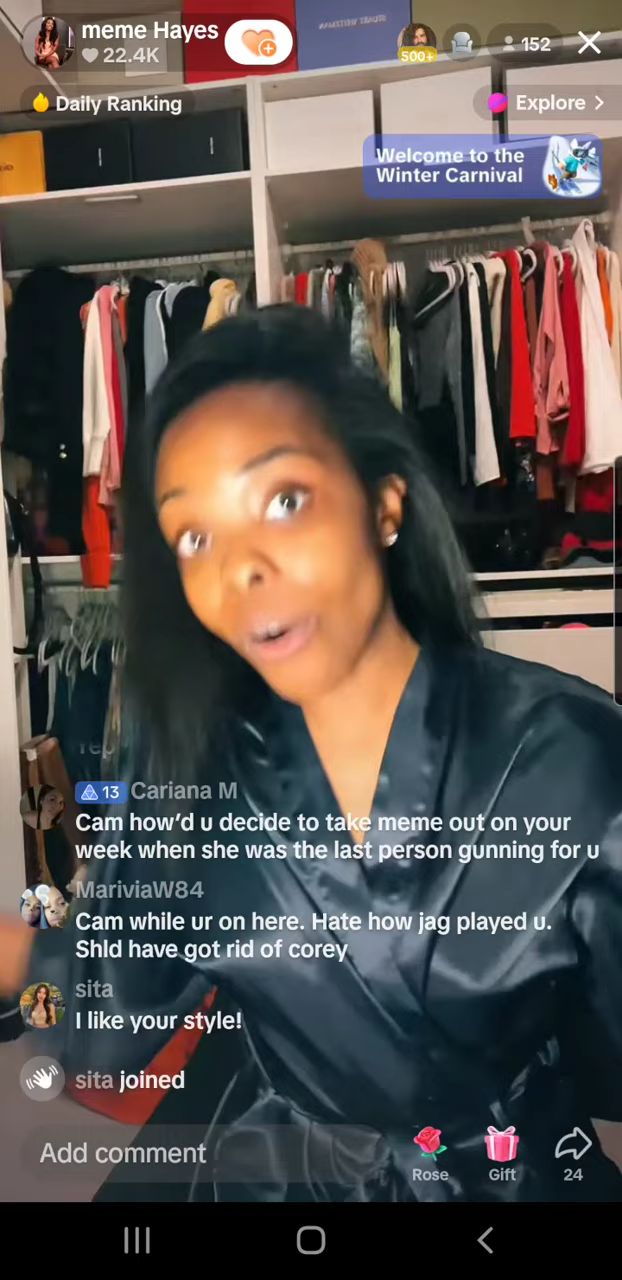 meme Hayes
22.4K
500+
152
Daily Ranking
Explore >
Welcome to the
Winter Carnival
Yep
13 Cariana M
Cam how’d u decide to take meme out on your
week when she was the last person gunning for u
MariviaW84
Cam while ur on here. Hate how jag played u.
Shld have got rid of corey
sita
I like your style!
sita joined
Add comment
Rose
Gift
24